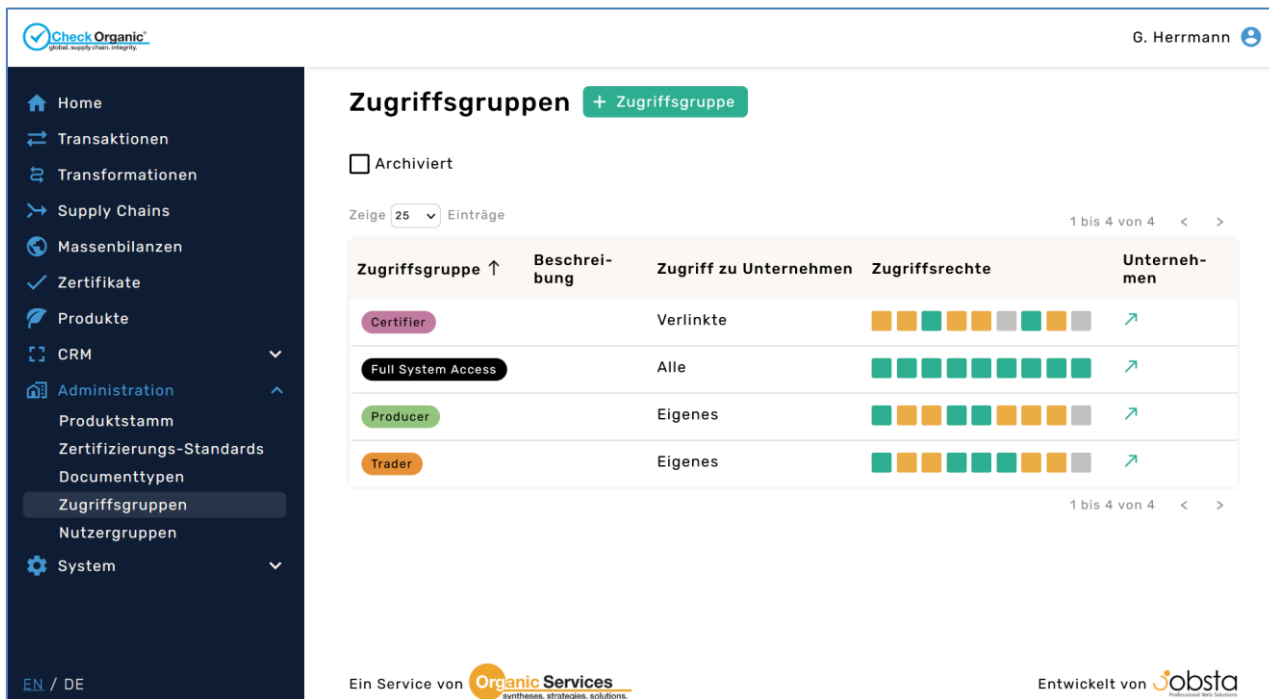 Check Organic®
global. supply chain. integrity.
G. Herrmann
Home
Transaktionen
Transformationen
Supply Chains
Massenbilanzen
Zertifikate
Produkte
CRM
Administration
Produktstamm
Zertifizierungs-Standards
Documenttypen
Zugriffsgruppen
Nutzergruppen
System
EN / DE
Zugriffsgruppen + Zugriffsgruppe
Archiviert
Zeige 25 Einträge
1 bis 4 von 4 < >
Zugriffsgruppe ↑ Beschrei-
bung Zugriff zu Unternehmen Zugriffsrechte Unterneh-
men
Certifier Verlinkte
Full System Access Alle
Producer Eigenes
Trader Eigenes
1 bis 4 von 4 < >
Ein Service von Organic Services
syntheses. strategies. solutions.
Entwickelt von Jobsta
Professional Web Solutions